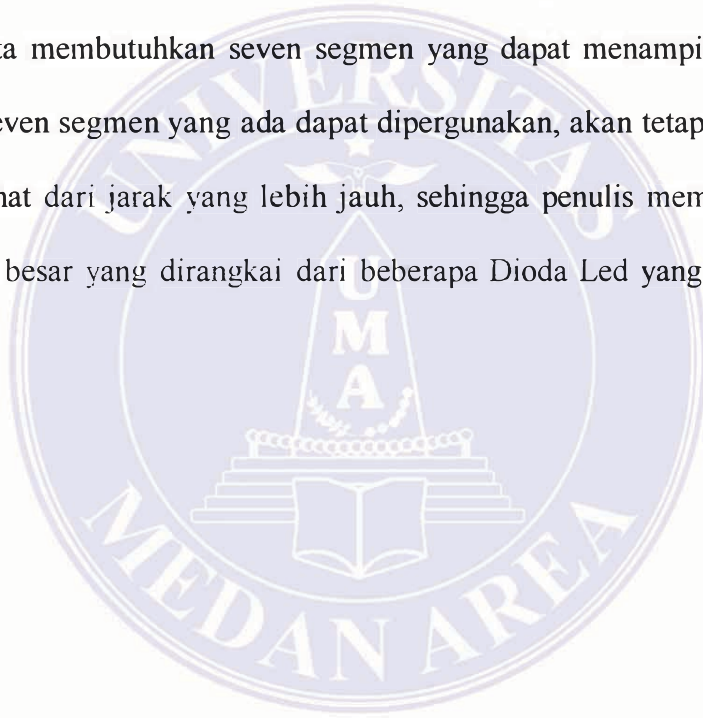 ta membutuhkan seven segmen yang dapat menampi
even segmen yang ada dapat dipergunakan, akan tetap
hat dari jarak yang lebih jauh, sehingga penulis mem
besar yang dirangkai dari beberapa Dioda Led yang
UNIVERSITAS
UMA
MEDAN AREA